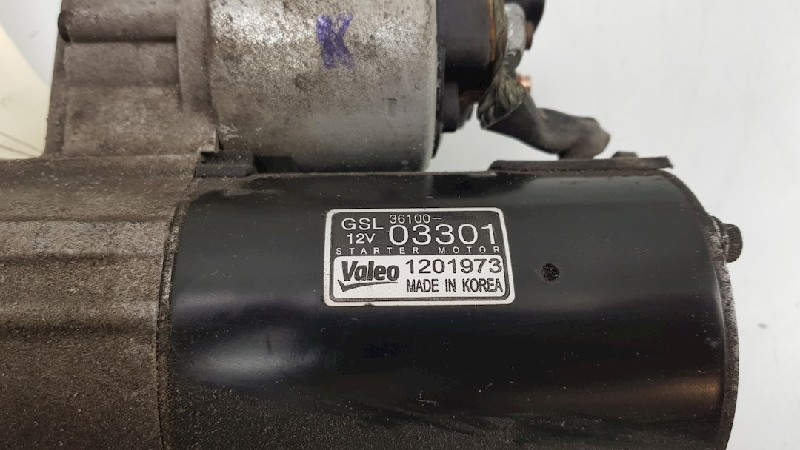 K
GSL 36100-
12V 03301
STARTER MOTOR
Valeo 1201973
MADE IN KOREA